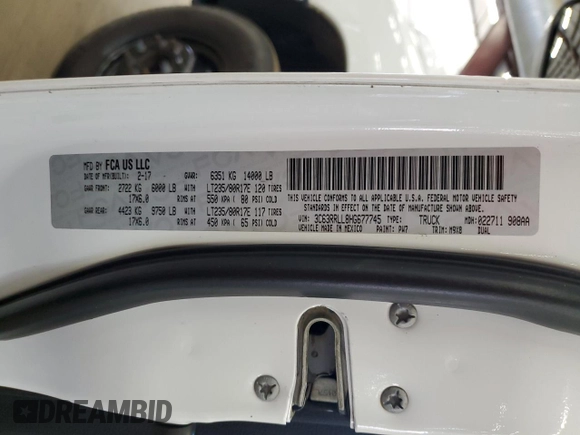 MFD BY FCA US LLC
DATE OF MFR(BUILT): 2-17 GVWR: 6351 KG 14000 LB
GAWR FRONT: 2722 KG 6000 LB WITH LT235/80R17E 120 TIRES
17X6.0 RIMS AT 550 KPA ( 80 PSI) COLD
GAWR REAR: 4423 KG 9750 LB WITH LT235/80R17E 117 TIRES
17X6.0 RIMS AT 450 KPA ( 65 PSI) COLD
THIS VEHICLE CONFORMS TO ALL APPLICABLE U.S.A. FEDERAL MOTOR VEHICLE SAFETY
STANDARDS IN EFFECT ON THE DATE OF MANUFACTURE SHOWN ABOVE.
VIN: 3C63RRLL8HG677745 TYPE: TRUCK MDH: 022711 908AA
VEHICLE MADE IN MEXICO PAINT: PW7 TRIM: M9X8 DUAL
DREAMBID